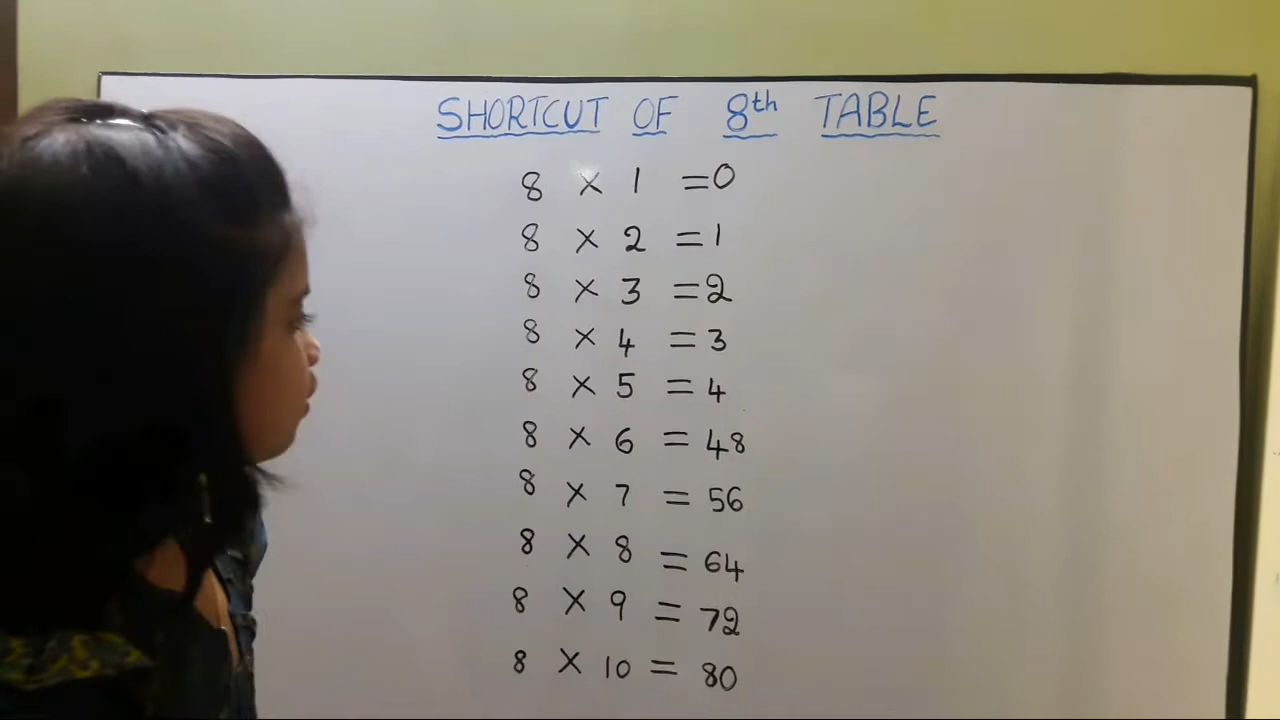 SHORTCUT OF 8th TABLE
8 × 1 =0
8 × 2 =1
8 × 3 =2
8 × 4 =3
8 × 5 =4
8 × 6 =48
8 × 7 =56
8 × 8 =64
8 × 9 =72
8 × 10 =80